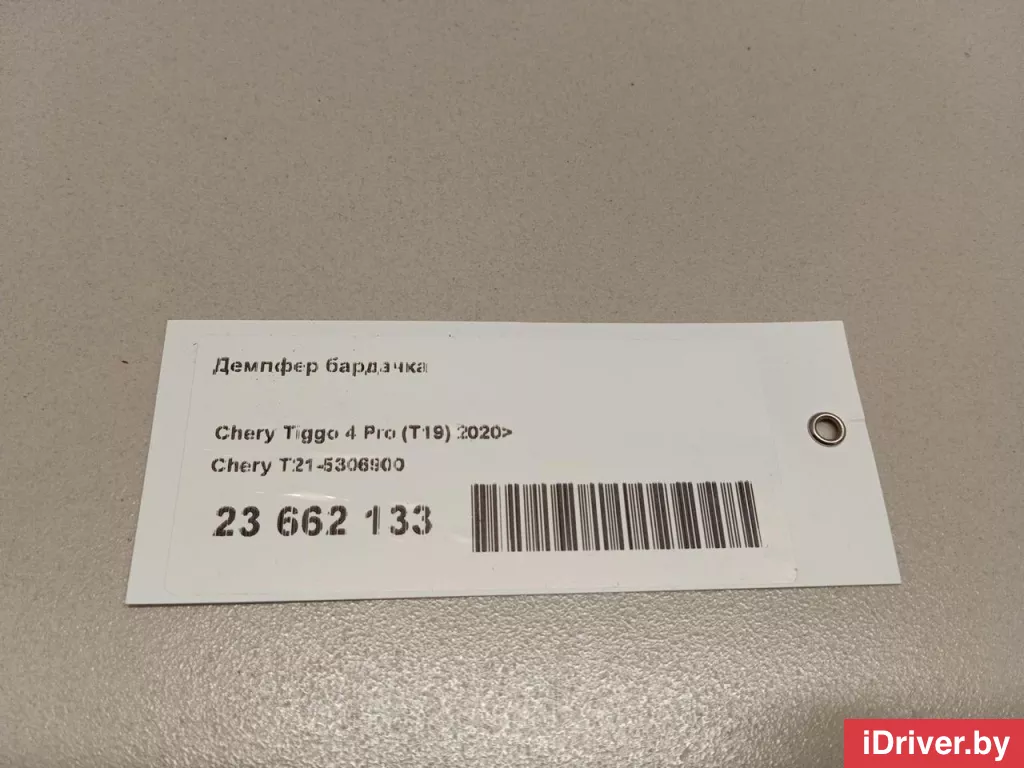 Демпфер бардачка
Chery Tiggo 4 Pro (T19) 2020>
Chery T21-5306900
23 662 133
iDriver.by